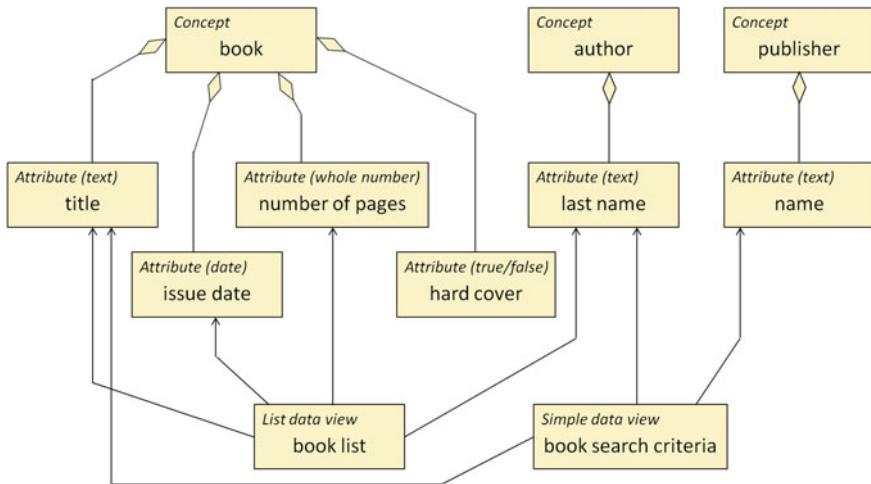 Concept
book
Concept
author
Concept
publisher
Attribute (text)
title
Attribute (whole number)
number of pages
Attribute (text)
last name
Attribute (text)
name
Attribute (date)
issue date
Attribute (true/false)
hard cover
List data view
book list
Simple data view
book search criteria